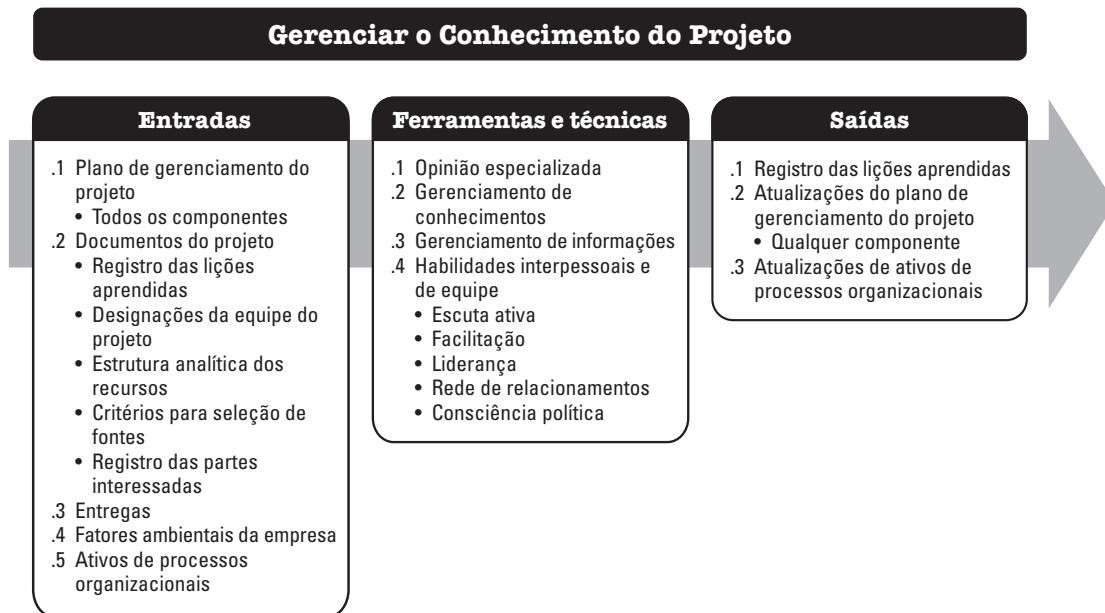 Gerenciar o Conhecimento do Projeto
Entradas
.1 Plano de gerenciamento do
projeto
• Todos os componentes
.2 Documentos do projeto
• Registro das lições
aprendidas
• Designações da equipe do
projeto
• Estrutura analítica dos
recursos
• Critérios para seleção de
fontes
• Registro das partes
interessadas
.3 Entregas
.4 Fatores ambientais da empresa
.5 Ativos de processos
organizacionais
Ferramentas e técnicas
.1 Opinião especializada
.2 Gerenciamento de
conhecimentos
.3 Gerenciamento de informações
.4 Habilidades interpessoais e
de equipe
• Escuta ativa
• Facilitação
• Liderança
• Rede de relacionamentos
• Consciência política
Saídas
.1 Registro das lições aprendidas
.2 Atualizações do plano de
gerenciamento do projeto
• Qualquer componente
.3 Atualizações de ativos de
processos organizacionais